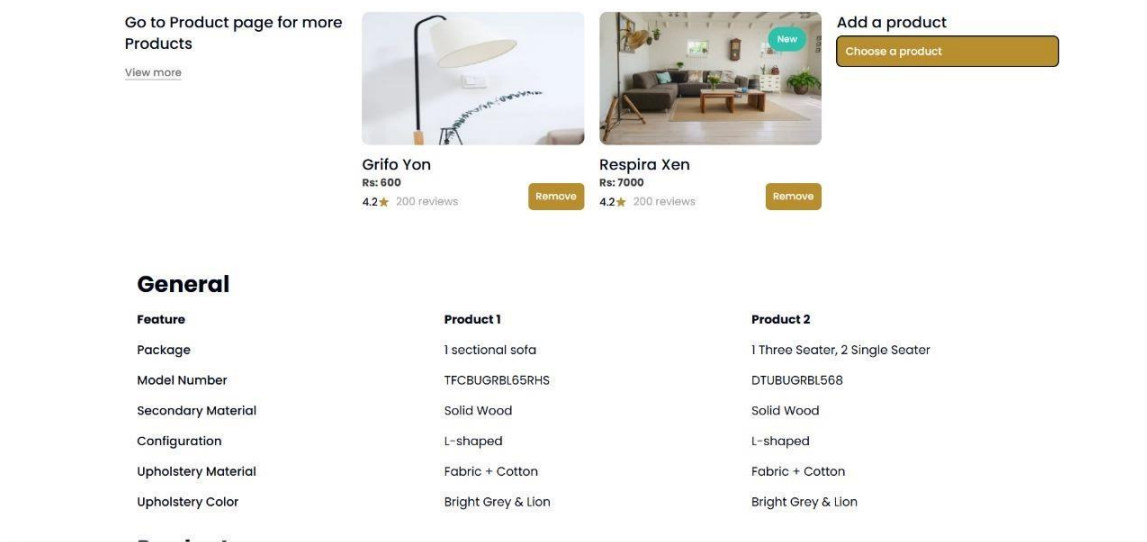 Go to Product page for more
Products
View more
New
Grifo Yon
Rs: 600
4.2★ 200 reviews
Remove
Respira Xen
Rs: 7000
4.2★ 200 reviews
Remove
Add a product
Choose a product
General
Feature Product 1 Product 2
Package 1 sectional sofa 1 Three Seater, 2 Single Seater
Model Number TFCBUGRBL65RHS DTUBUGRBL568
Secondary Material Solid Wood Solid Wood
Configuration L-shaped L-shaped
Upholstery Material Fabric + Cotton Fabric + Cotton
Upholstery Color Bright Grey & Lion Bright Grey & Lion